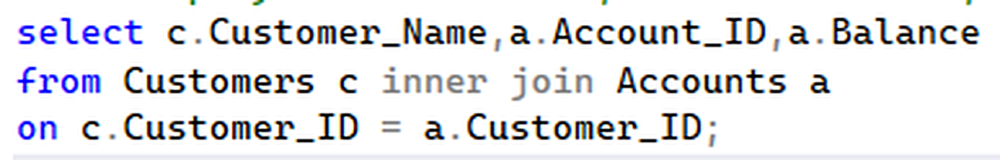 select c.Customer_Name,a.Account_ID,a.Balance
from Customers c inner join Accounts a
on c.Customer_ID = a.Customer_ID;